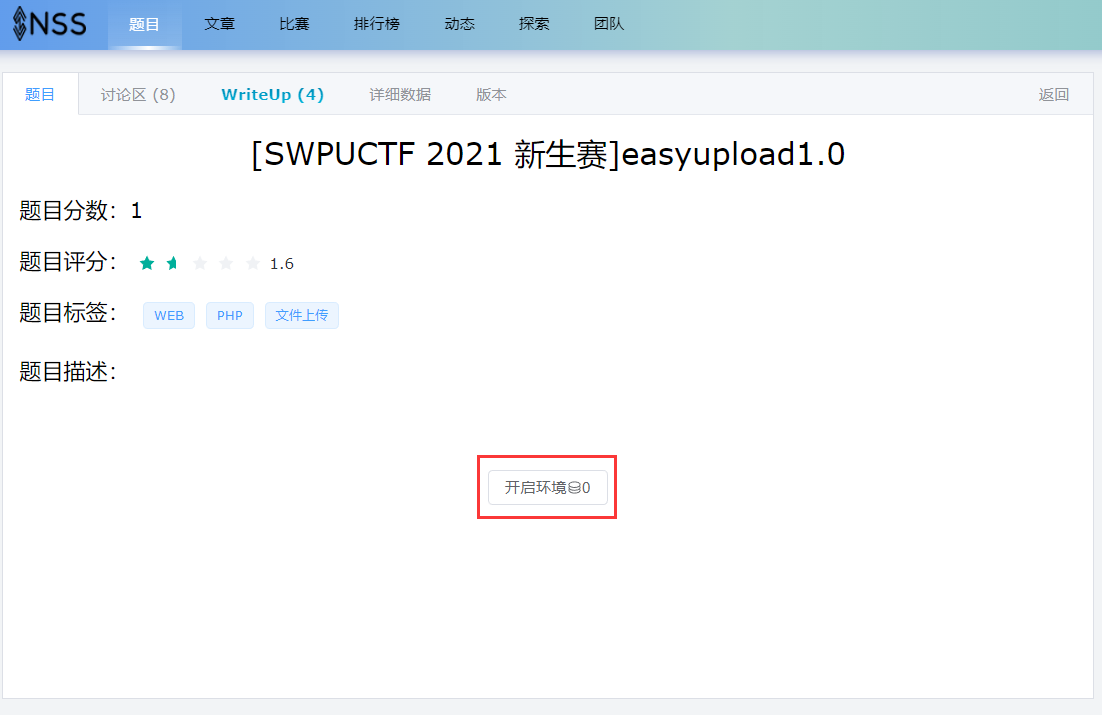 NSS 题目 文章 比赛 排行榜 动态 探索 团队
题目 讨论区 (8) WriteUp (4) 详细数据 版本 返回
[SWPUCTF 2021 新生赛]easyupload1.0
题目分数：1
题目评分： 1.6
题目标签： WEB PHP 文件上传
题目描述：
开启环境0